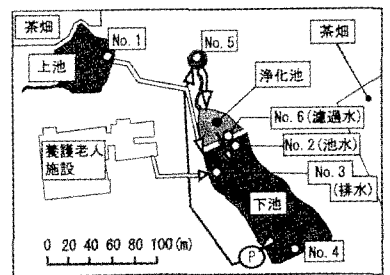 茶畑
No.1
上池
No.5
茶畑
浄化池
No.6(濾過水)
No.2(池水)
No.3
(排水)
養護老人
施設
下池
0 20 40 60 80 100(m)
P
No.4